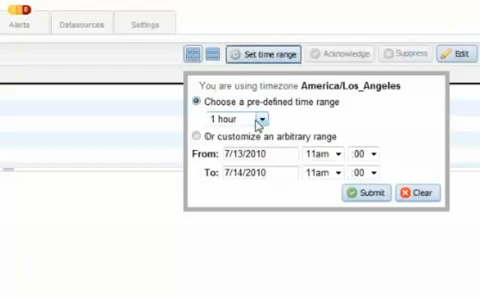 Alerts Datasources Settings
Set time range Acknowledge Suppress Edit
You are using timezone America/Los_Angeles
Choose a pre-defined time range
1 hour
Or customize an arbitrary range
From: 7/13/2010 11am :00
To: 7/14/2010 11am :00
Submit Clear